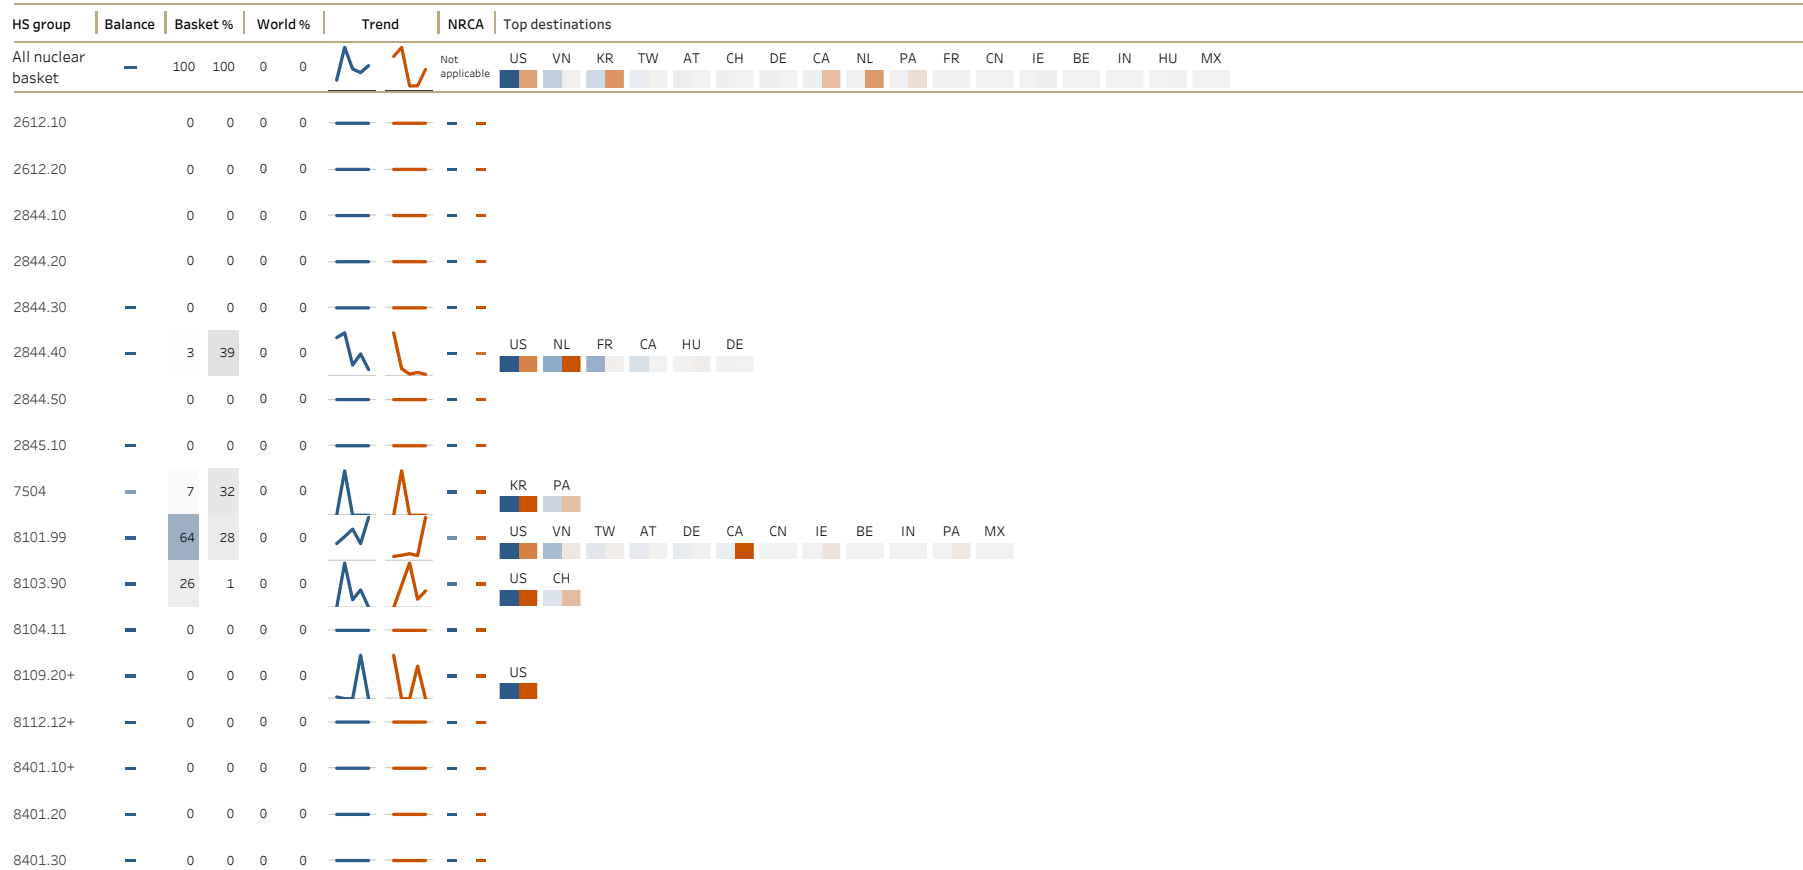 HS group Balance Basket % World % Trend NRCA Top destinations
All nuclear basket 100 100 0 0 Not applicable US VN KR TW AT CH DE CA NL PA FR CN IE BE IN HU MX
2612.10 0 0 0 0
2612.20 0 0 0 0
2844.10 0 0 0 0
2844.20 0 0 0 0
2844.30 0 0 0 0
2844.40 3 39 0 0 US NL FR CA HU DE
2844.50 0 0 0 0
2845.10 0 0 0 0
7504 7 32 0 0 KR PA
8101.99 64 28 0 0 US VN TW AT DE CA CN IE BE IN PA MX
8103.90 26 1 0 0 US CH
8104.11 0 0 0 0
8109.20+ 0 0 0 0 US
8112.12+ 0 0 0 0
8401.10+ 0 0 0 0
8401.20 0 0 0 0
8401.30 0 0 0 0